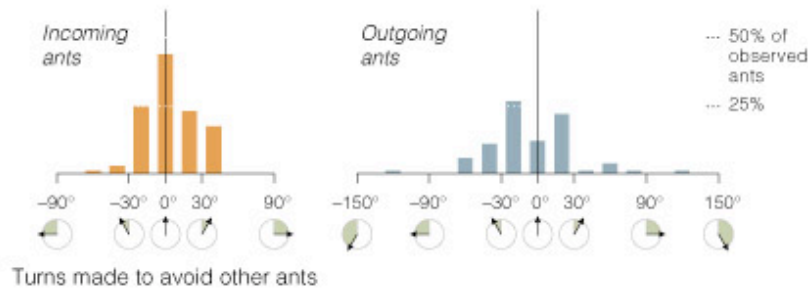 Incoming
ants
Outgoing
ants
50% of
observed
ants
25%
−90° −30° 0° 30° 90°
−150° −90° −30° 0° 30° 90° 150°
Turns made to avoid other ants